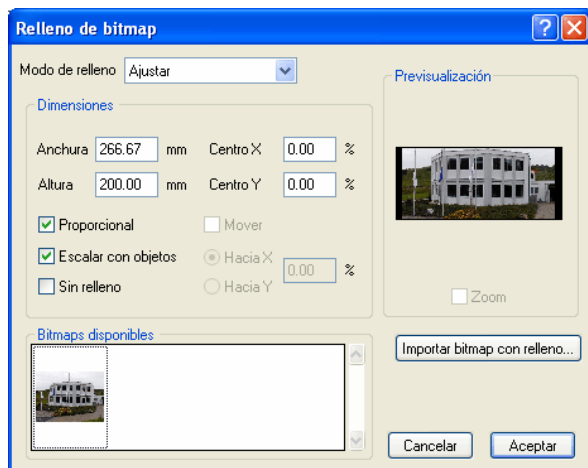 Relleno de bitmap
Modo de relleno Ajustar
Previsualización
Dimensiones
Anchura 266.67 mm Centro X 0.00 %
Altura 200.00 mm Centro Y 0.00 %
Proporcional Mover
Escalar con objetos Hacia X 0.00 %
Sin relleno Hacia Y
Zoom
Bitmaps disponibles
Importar bitmap con relleno...
Cancelar Aceptar